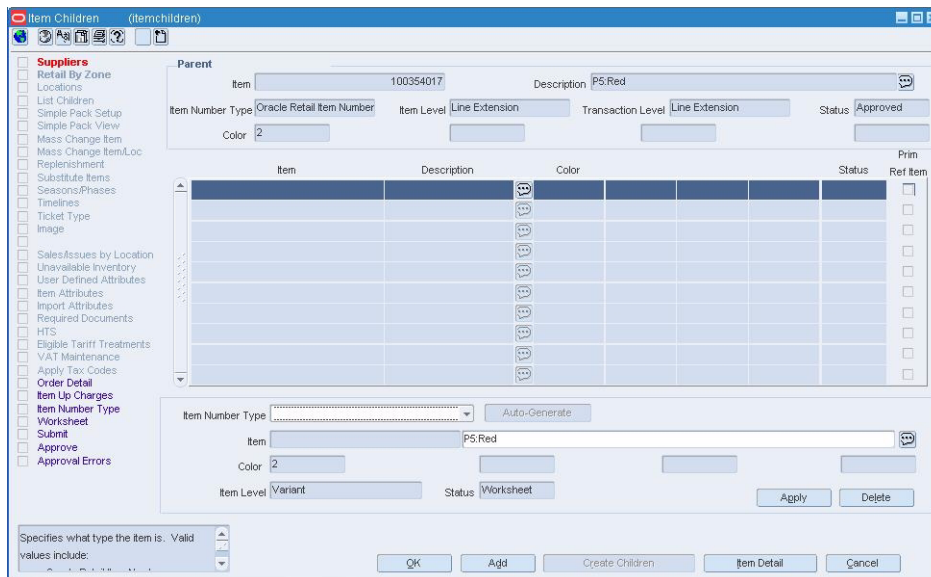 Item Children (itemchildren)
Suppliers
Retail By Zone
Locations
List Children
Simple Pack Setup
Simple Pack View
Mass Change Item
Mass Change Item/Loc
Replenishment
Substitute Items
Seasons/Phases
Timelines
Ticket Type
Image
Sales/Issues by Location
Unavailable Inventory
User Defined Attributes
Item Attributes
Import Attributes
Required Documents
HTS
Eligible Tariff Treatments
VAT Maintenance
Apply Tax Codes
Order Detail
Item Up Charges
Item Number Type
Worksheet
Submit
Approve
Approval Errors
Parent
Item 100354017 Description P5:Red
Item Number Type Oracle Retail Item Number Item Level Line Extension Transaction Level Line Extension Status Approved
Color 2
Prim
Item Description Color Status Ref Item
Item Number Type Auto-Generate
Item P5:Red
Color 2
Item Level Variant Status Worksheet
Apply Delete
Specifies what type the item is. Valid
values include:
OK Add Create Children Item Detail Cancel